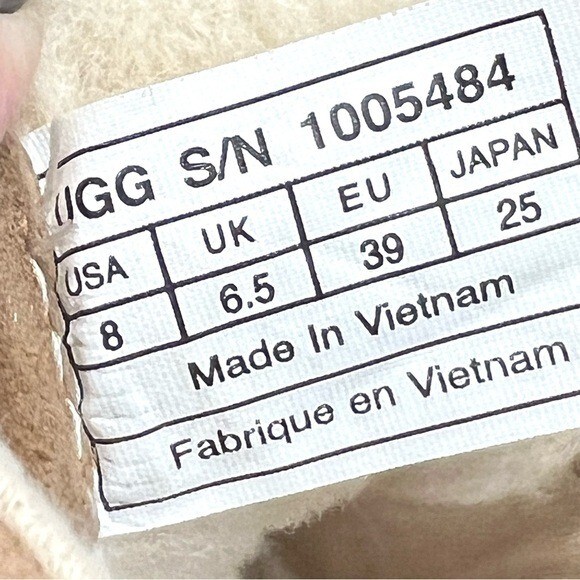 UGG S/N 1005484
USA UK EU JAPAN
8 6.5 39 25
Made In Vietnam
Fabrique en Vietnam